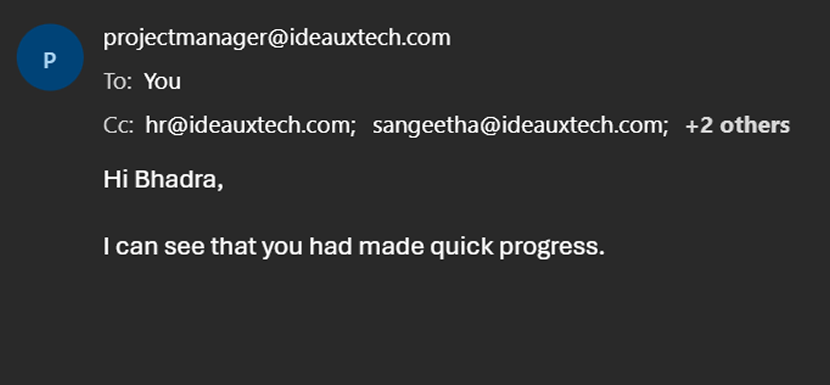 projectmanager@ideauxtech.com
P
To: You
Cc: hr@ideauxtech.com; sangeetha@ideauxtech.com; +2 others
Hi Bhadra,
I can see that you had made quick progress.